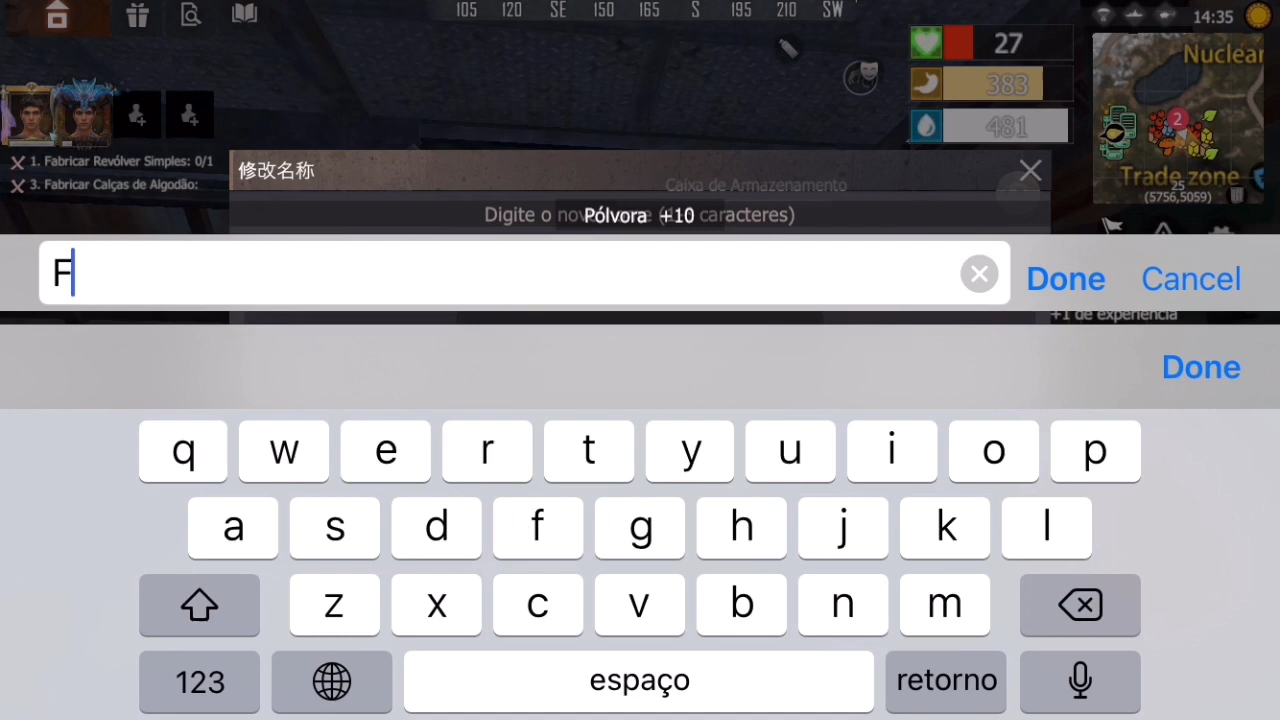 105 120 SE 150 165 S 195 210 SW
14:35
27
383
481
Nuclear
2
Trade zone
25
(5756,5059)
1. Fabricar Revólver Simples: 0/1
3. Fabricar Calças de Algodão:
修改名称
Caixa de Armazenamento
Digite o caracteres)
Pólvora +10
F
Done Cancel
+1 de experiência
Done
q w e r t y u i o p
a s d f g h j k l
z x c v b n m
123 espaço retorno